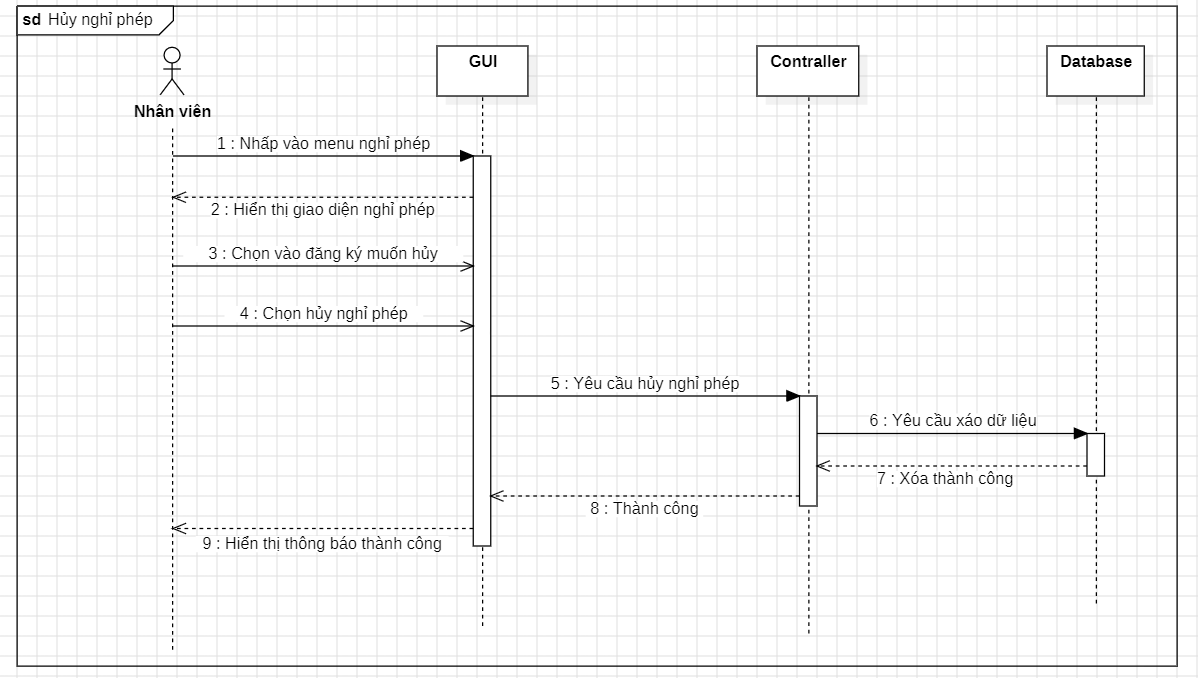 sd Hủy nghỉ phép
Nhân viên
GUI
Contraller
Database
1 : Nhấp vào menu nghỉ phép
2 : Hiển thị giao diện nghỉ phép
3 : Chọn vào đăng ký muốn hủy
4 : Chọn hủy nghỉ phép
5 : Yêu cầu hủy nghỉ phép
6 : Yêu cầu xáo dữ liệu
7 : Xóa thành công
8 : Thành công
9 : Hiển thị thông báo thành công